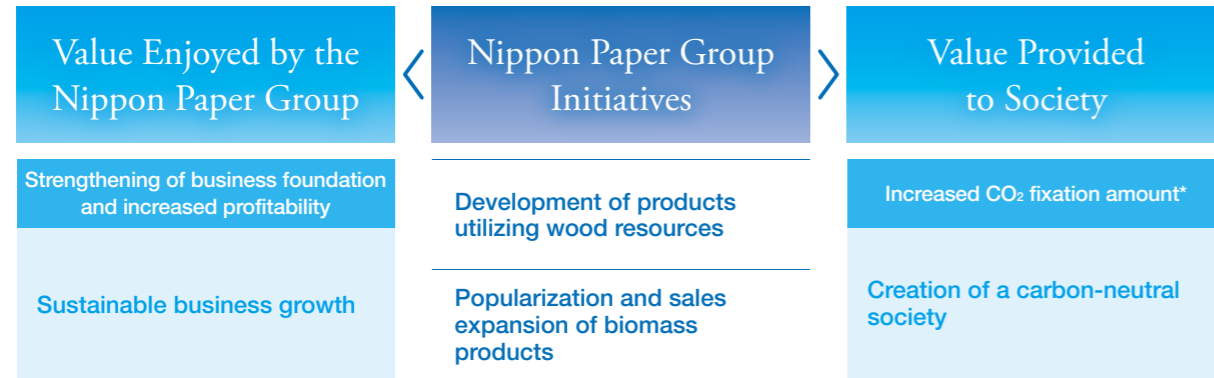 Value Enjoyed by the
Nippon Paper Group
Nippon Paper Group
Initiatives
Value Provided
to Society
Strengthening of business foundation
and increased profitability
Sustainable business growth
Development of products
utilizing wood resources
Popularization and sales
expansion of biomass
products
Increased CO₂ fixation amount*
Creation of a carbon-neutral
society